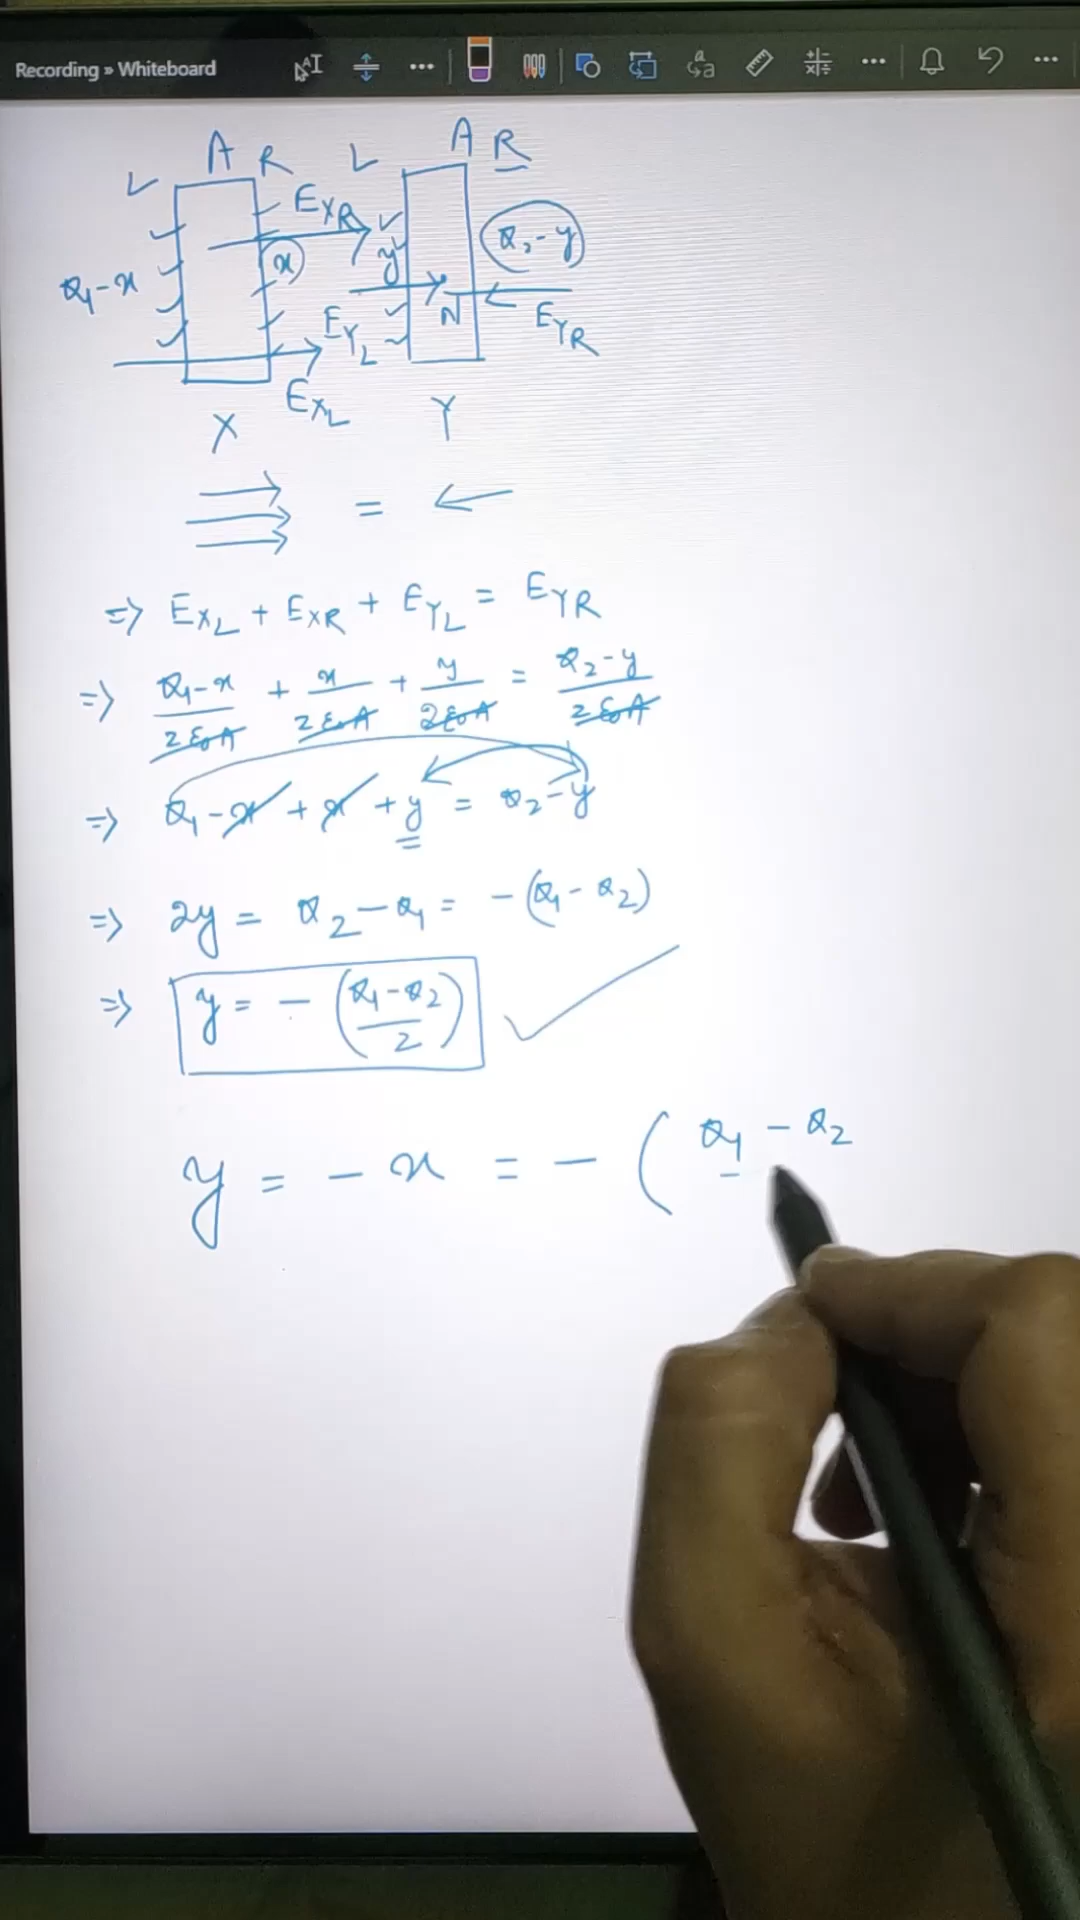 Recording » Whiteboard
L A R L A R
E_XR
Q₁-x x y Q₂-y
E_YL N E_YR
E_XL
X Y
=
⇒ E_XL + E_XR + E_YL = E_YR
⇒ (Q₁-x)/(2ε₀A) + x/(2ε₀A) + y/(2ε₀A) = (Q₂-y)/(2ε₀A)
⇒ Q₁-x + x + y = Q₂-y
⇒ 2y = Q₂-Q₁ = -(Q₁-Q₂)
⇒ y = -((Q₁-Q₂)/2)
y = -x = -(Q₁ - Q₂